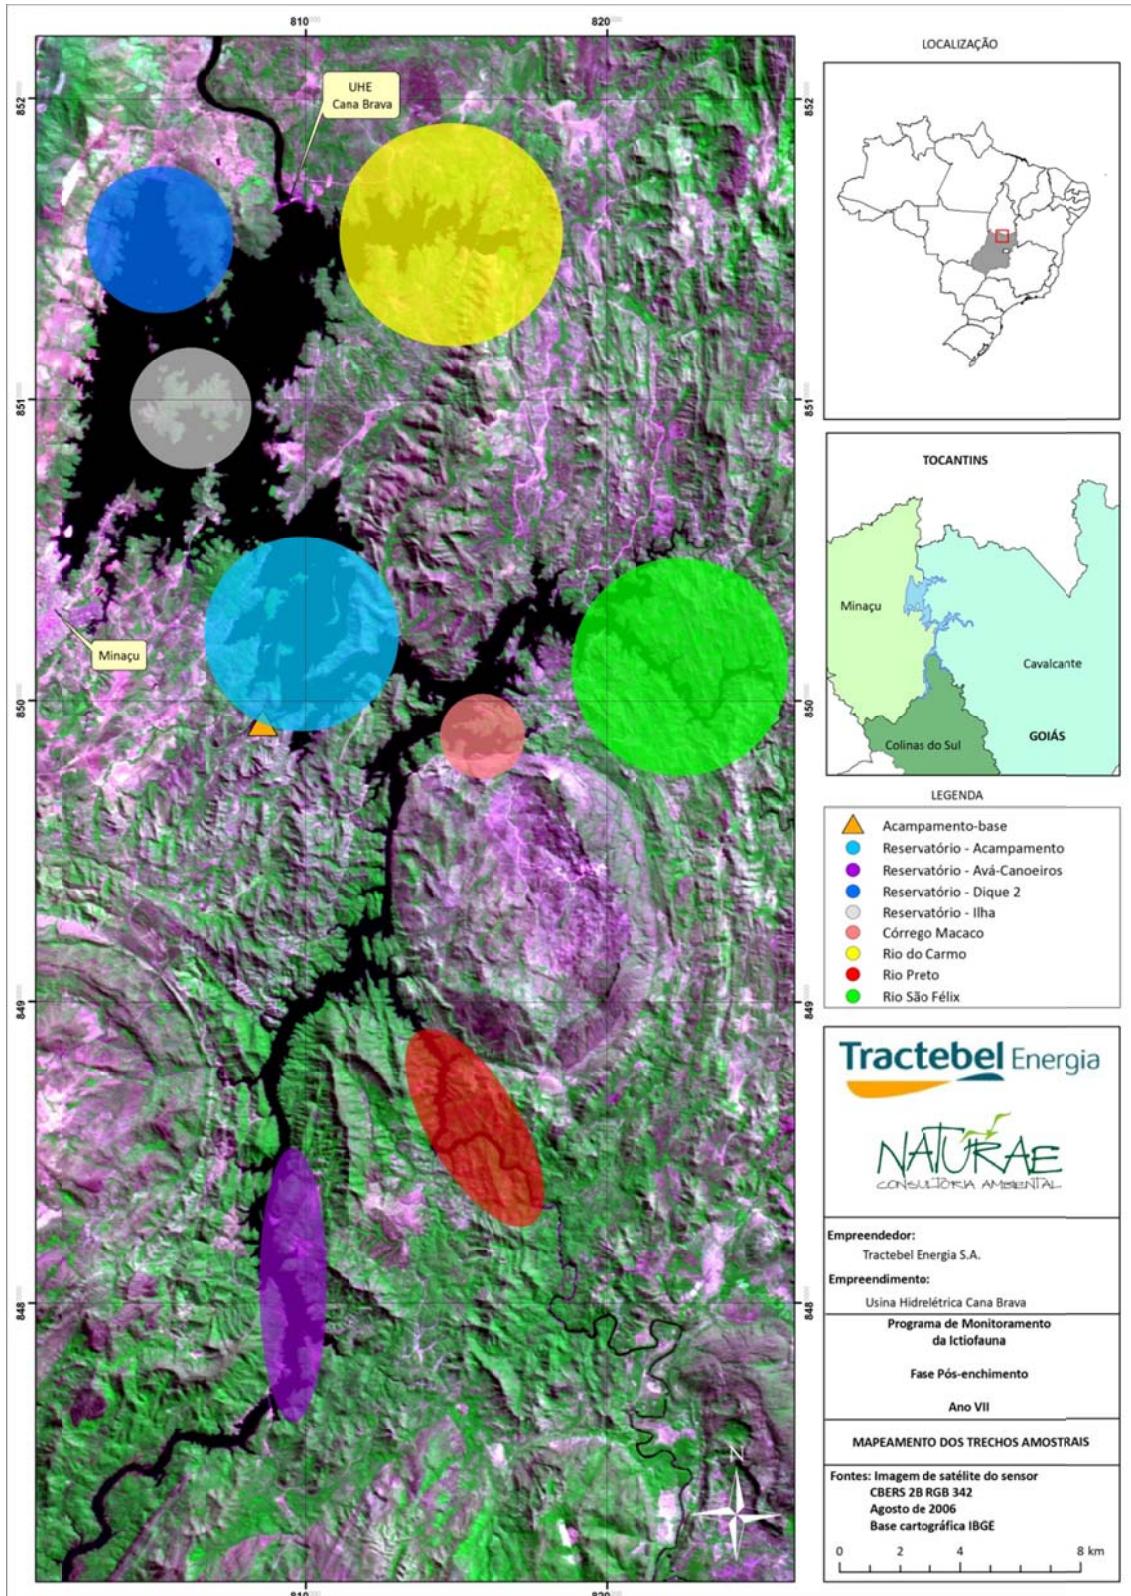 810000
820000
852
852
851
851
850
850
849
849
848
848
810
820
UHE
Cana Brava
Minaçu
N
LOCALIZAÇÃO
TOCANTINS
Minaçu
Cavalcante
Colinas do Sul
GOIÁS
LEGENDA
Acampamento-base
Reservatório - Acampamento
Reservatório - Avá-Canoeiros
Reservatório - Dique 2
Reservatório - Ilha
Córrego Macaco
Rio do Carmo
Rio Preto
Rio São Félix
Tractebel Energia
NATURAE
CONSULTORIA AMBIENTAL
Empreendedor:
Tractebel Energia S.A.
Empreendimento:
Usina Hidrelétrica Cana Brava
Programa de Monitoramento
da Ictiofauna
Fase Pós-enchimento
Ano VII
MAPEAMENTO DOS TRECHOS AMOSTRAIS
Fontes: Imagem de satélite do sensor
CBERS 2B RGB 342
Agosto de 2006
Base cartográfica IBGE
0 2 4 8 km